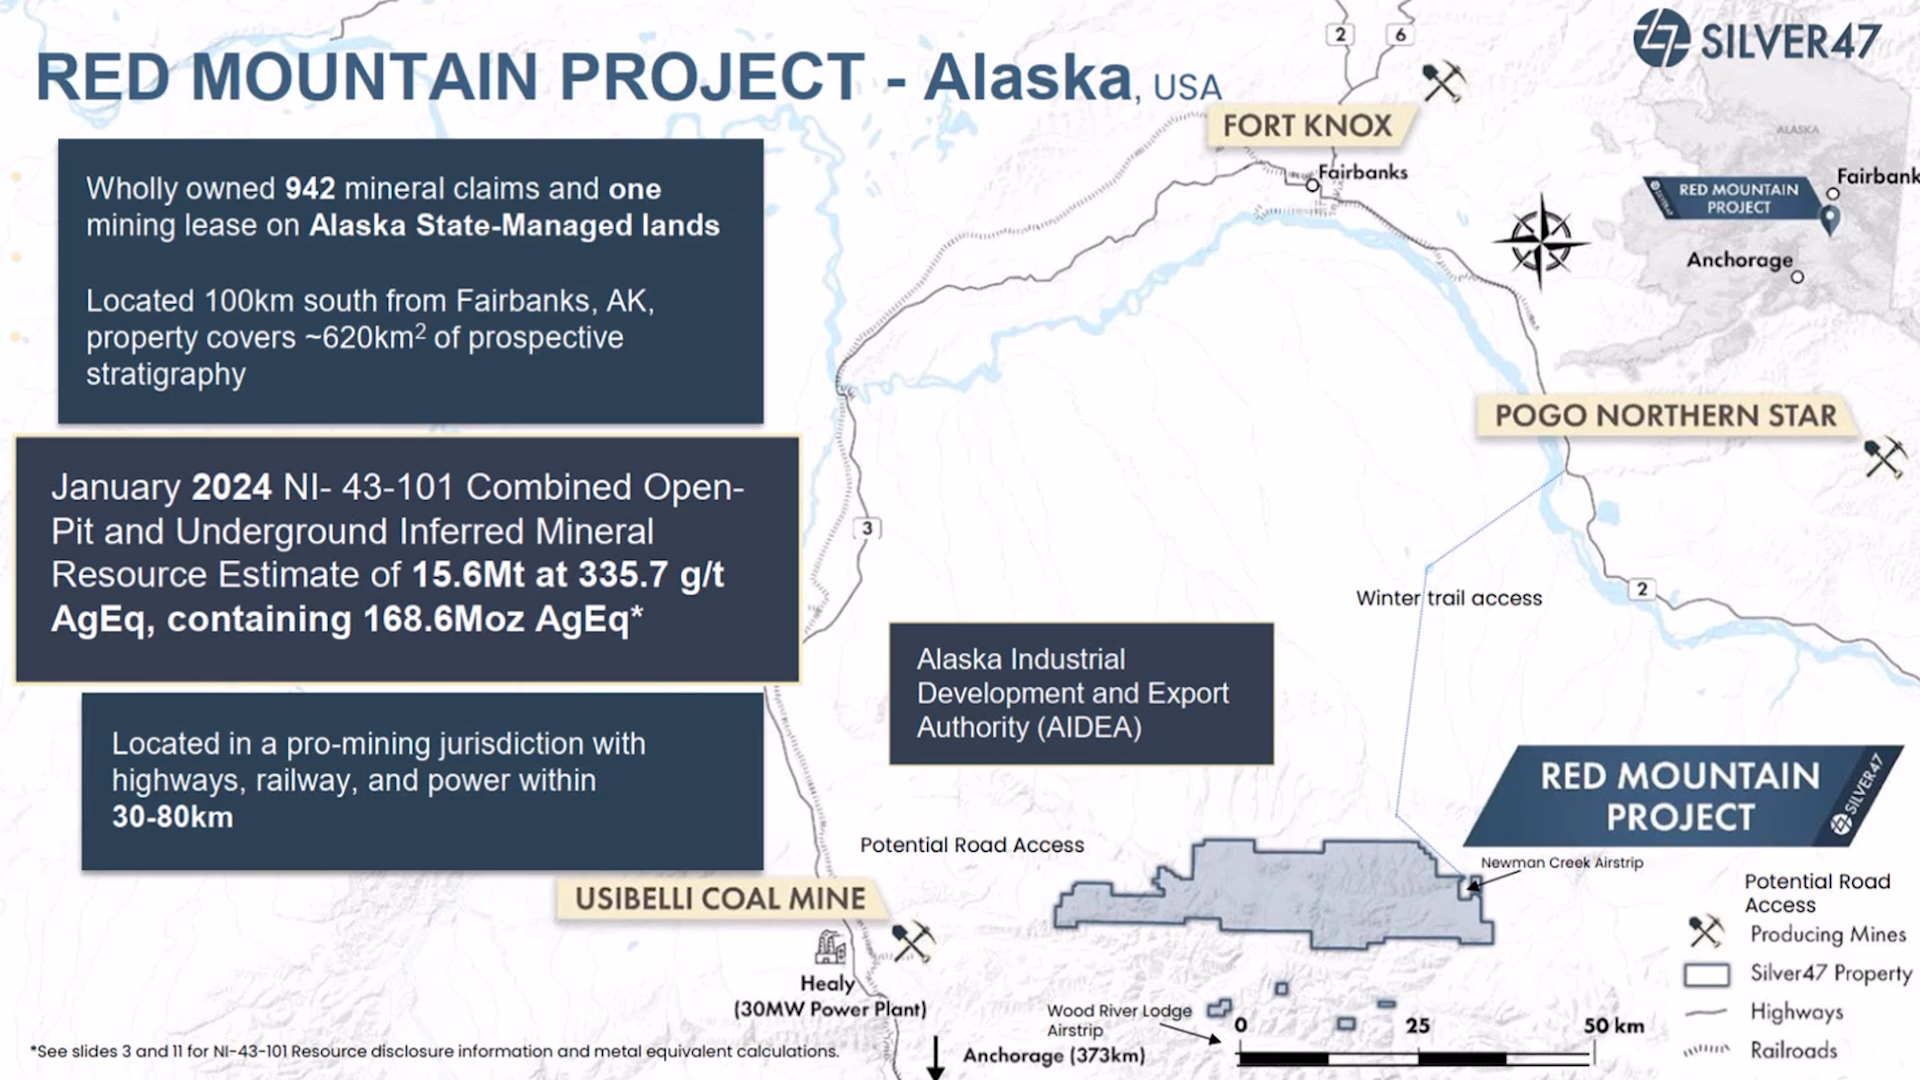 RED MOUNTAIN PROJECT - Alaska, USA
SILVER47
Wholly owned 942 mineral claims and one
mining lease on Alaska State-Managed lands
Located 100km south from Fairbanks, AK,
property covers ~620km² of prospective
stratigraphy
January 2024 NI- 43-101 Combined Open-
Pit and Underground Inferred Mineral
Resource Estimate of 15.6Mt at 335.7 g/t
AgEq, containing 168.6Moz AgEq*
Located in a pro-mining jurisdiction with
highways, railway, and power within
30-80km
2
6
FORT KNOX
Fairbanks
ALASKA
Fairbank
RED MOUNTAIN
PROJECT
Anchorage
POGO NORTHERN STAR
3
Winter trail access
2
Alaska Industrial
Development and Export
Authority (AIDEA)
RED MOUNTAIN
PROJECT
SILVER47
Potential Road Access
Newman Creek Airstrip
USIBELLI COAL MINE
Healy
(30MW Power Plant)
Wood River Lodge
Airstrip
0 25 50 km
Anchorage (373km)
Potential Road
Access
Producing Mines
Silver47 Property
Highways
Railroads
*See slides 3 and 11 for NI-43-101 Resource disclosure information and metal equivalent calculations.